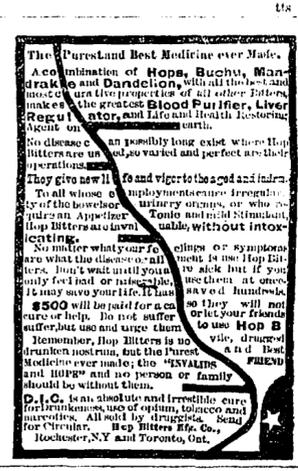 The Purest and Best Medicine ever Made.
A combination of Hops, Buchu, Man-
drake and Dandelion, with all the best and
most curative properties of all other Bitters,
makes the greatest Blood Purifier, Liver
Regulator, and Life and Health Restoring
Agent on earth.
No disease can possibly long exist where Hop
Bitters are used, so varied and perfect are their
operations.
They give new life and vigor to the aged and infirm.
To all whose employments cause irregulari
ty of the bowels or urinary organs, or who re-
quire an Appetizer Tonic and mild Stimulant,
Hop Bitters are invaluable, without intox-
icating.
No matter what your feelings or symptoms
are what the disease or ailment is use Hop Bit-
ters. Don't wait until you are sick but if you
only feel bad or miserable, use them at once.
It may save your life. It has saved hundreds.
$500 will be paid for a case they will not
cure or help. Do not suffer or let your friends
suffer, but use and urge them to use Hop B
Remember, Hop Bitters is no vile, drugged
drunken nostrum, but the Purest and Best
Medicine ever made; the "INVALIDS FRIEND
and HOPE" and no person or family
should be without them.
D.I.C. is an absolute and irresistible cure
for drunkenness, use of opium, tobacco and
narcotics. All sold by druggists. Send
for Circular. Hop Bitters Mfg. Co.,
Rochester, N.Y and Toronto, Ont.